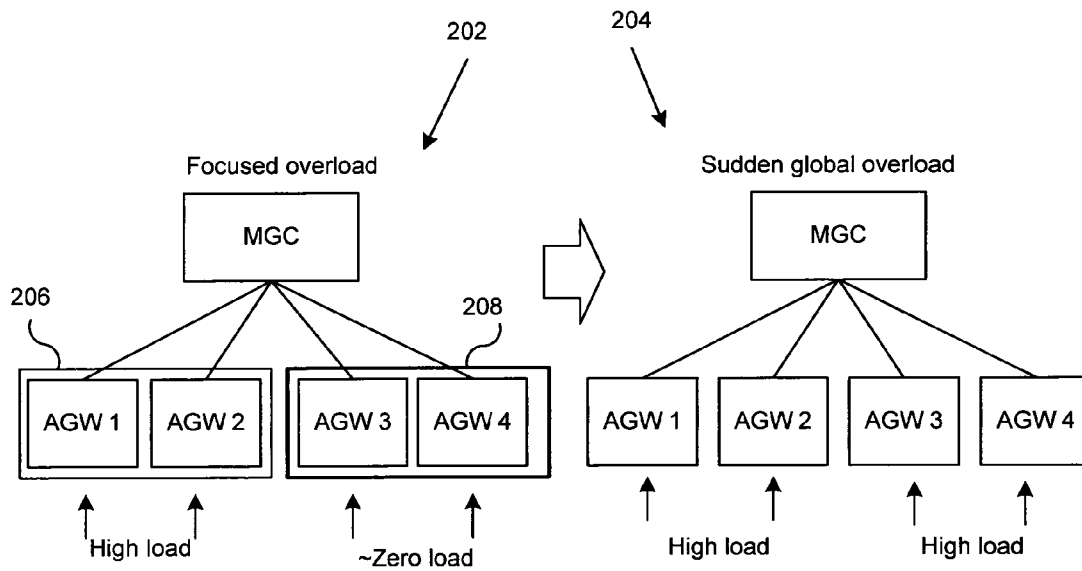 202
204
Focused overload
Sudden global overload
MGC
MGC
206
208
AGW 1
AGW 2
AGW 3
AGW 4
AGW 1
AGW 2
AGW 3
AGW 4
High load
~Zero load
High load
High load